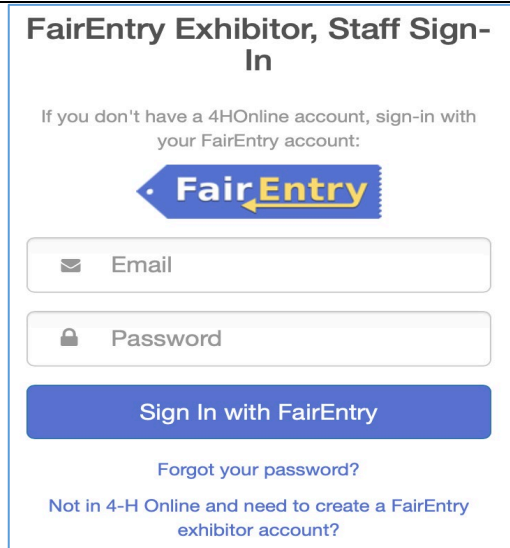 FairEntry Exhibitor, Staff Sign-
In
If you don't have a 4HOnline account, sign-in with
your FairEntry account:
FairEntry
Email
Password
Sign In with FairEntry
Forgot your password?
Not in 4-H Online and need to create a FairEntry
exhibitor account?